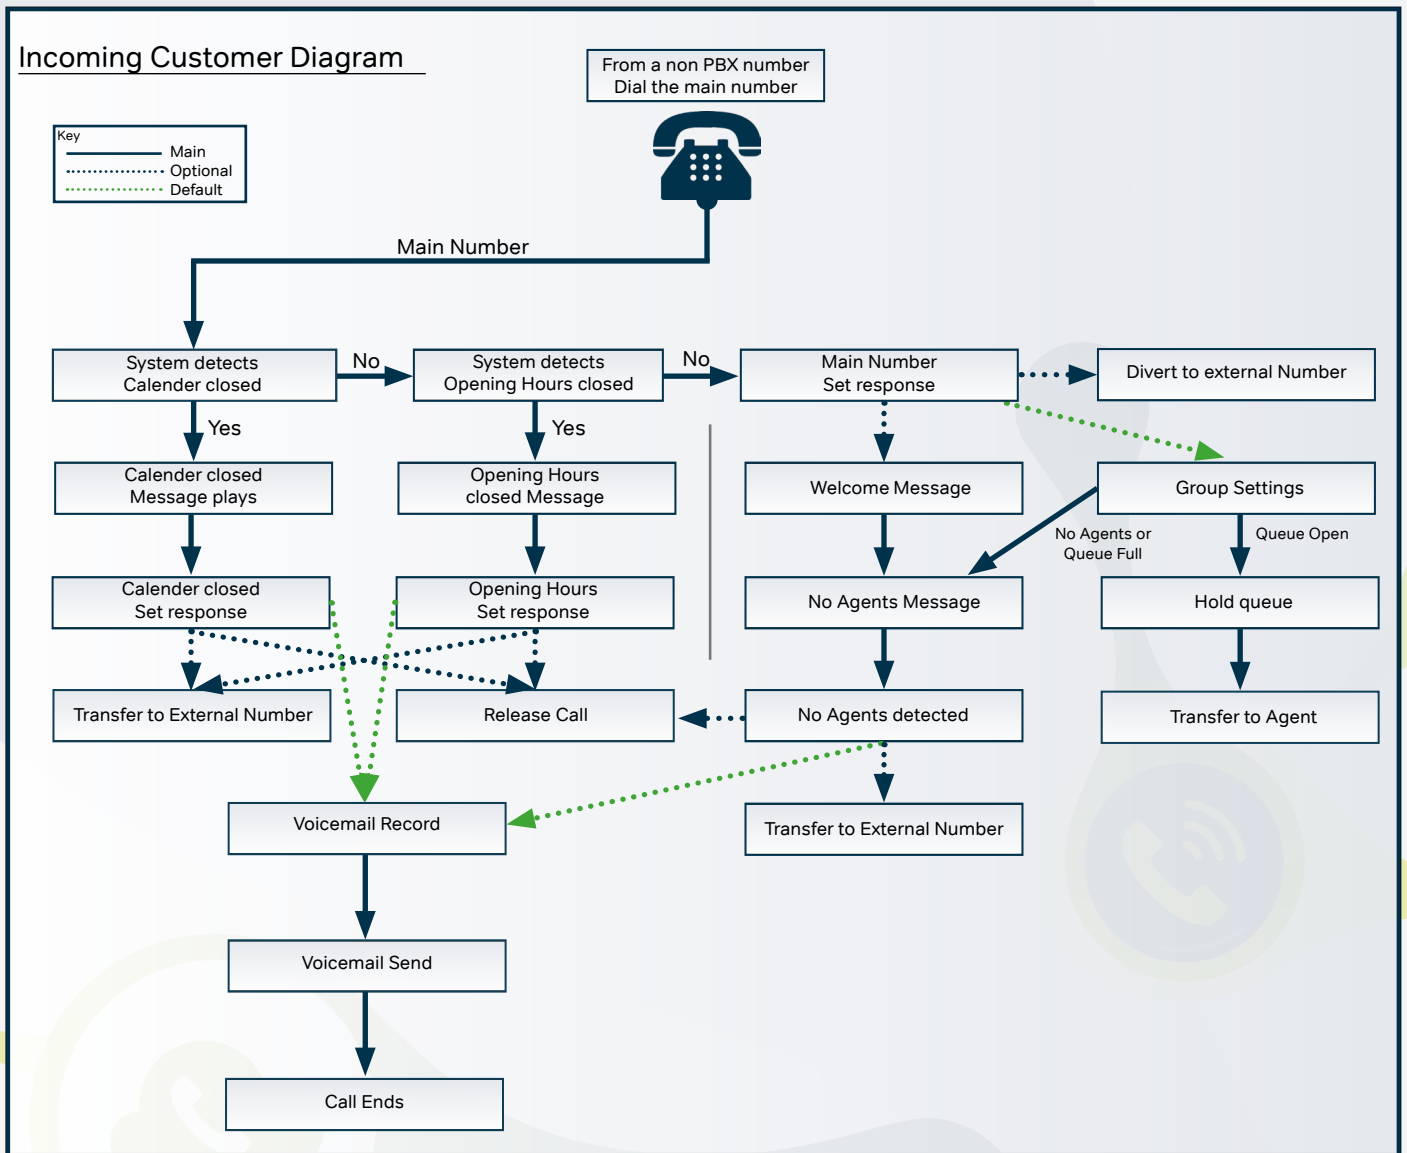 Incoming Customer Diagram
From a non PBX number
Dial the main number
Key
Main
Optional
Default
Main Number
System detects
Calender closed
No
System detects
Opening Hours closed
No
Main Number
Set response
Divert to external Number
Yes
Yes
Calender closed
Message plays
Opening Hours
closed Message
Welcome Message
Group Settings
No Agents or
Queue Full
Queue Open
Calender closed
Set response
Opening Hours
Set response
No Agents Message
Hold queue
Transfer to External Number
Release Call
No Agents detected
Transfer to Agent
Voicemail Record
Transfer to External Number
Voicemail Send
Call Ends